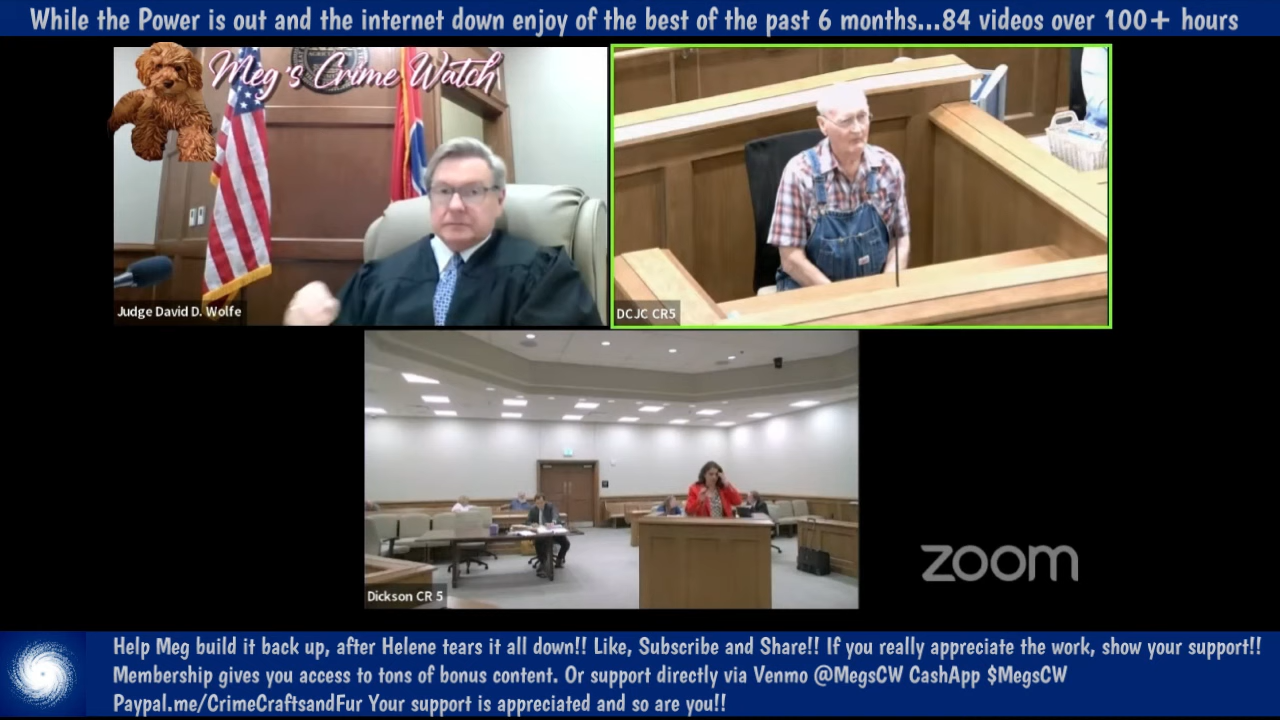 While the Power is out and the internet down enjoy of the best of the past 6 months...84 videos over 100+ hours
Meg's Crime Watch
Judge David D. Wolfe
DCJC CR5
Dickson CR 5
zoom
Help Meg build it back up, after Helene tears it all down!! Like, Subscribe and Share!! If you really appreciate the work, show your support!!
Membership gives you access to tons of bonus content. Or support directly via Venmo @MegsCW CashApp $MegsCW
Paypal.me/CrimeCraftsandFur Your support is appreciated and so are you!!